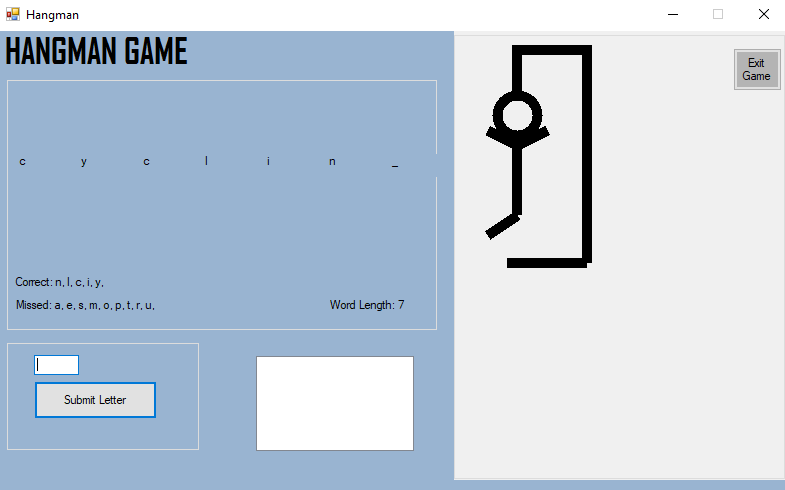 Hangman
HANGMAN GAME
Exit
Game
c y c l i n _
Correct: n, l, c, i, y,
Missed: a, e, s, m, o, p, t, r, u,
Word Length: 7
Submit Letter